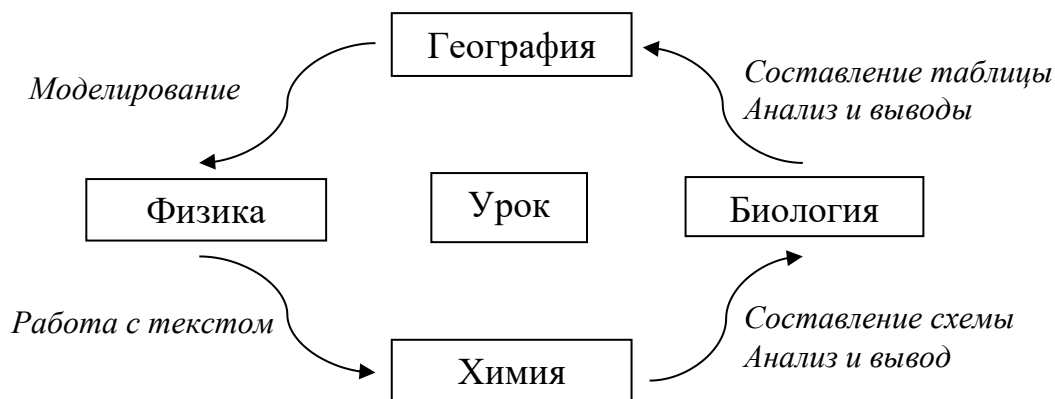 География
Моделирование
Составление таблицы
Анализ и выводы
Физика
Урок
Биология
Работа с текстом
Составление схемы
Анализ и вывод
Химия